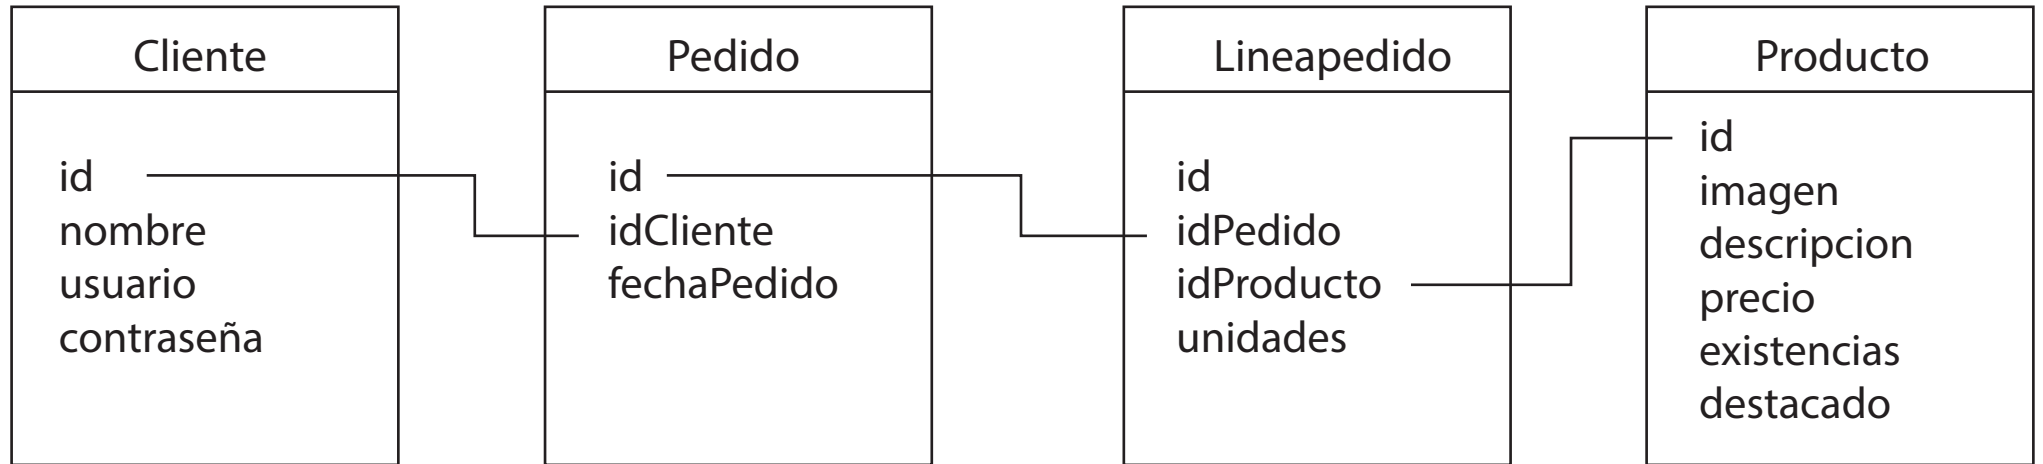 Cliente
id
nombre
usuario
contraseña
Pedido
id
idCliente
fechaPedido
Lineapedido
id
idPedido
idProducto
unidades
Producto
id
imagen
descripcion
precio
existencias
destacado